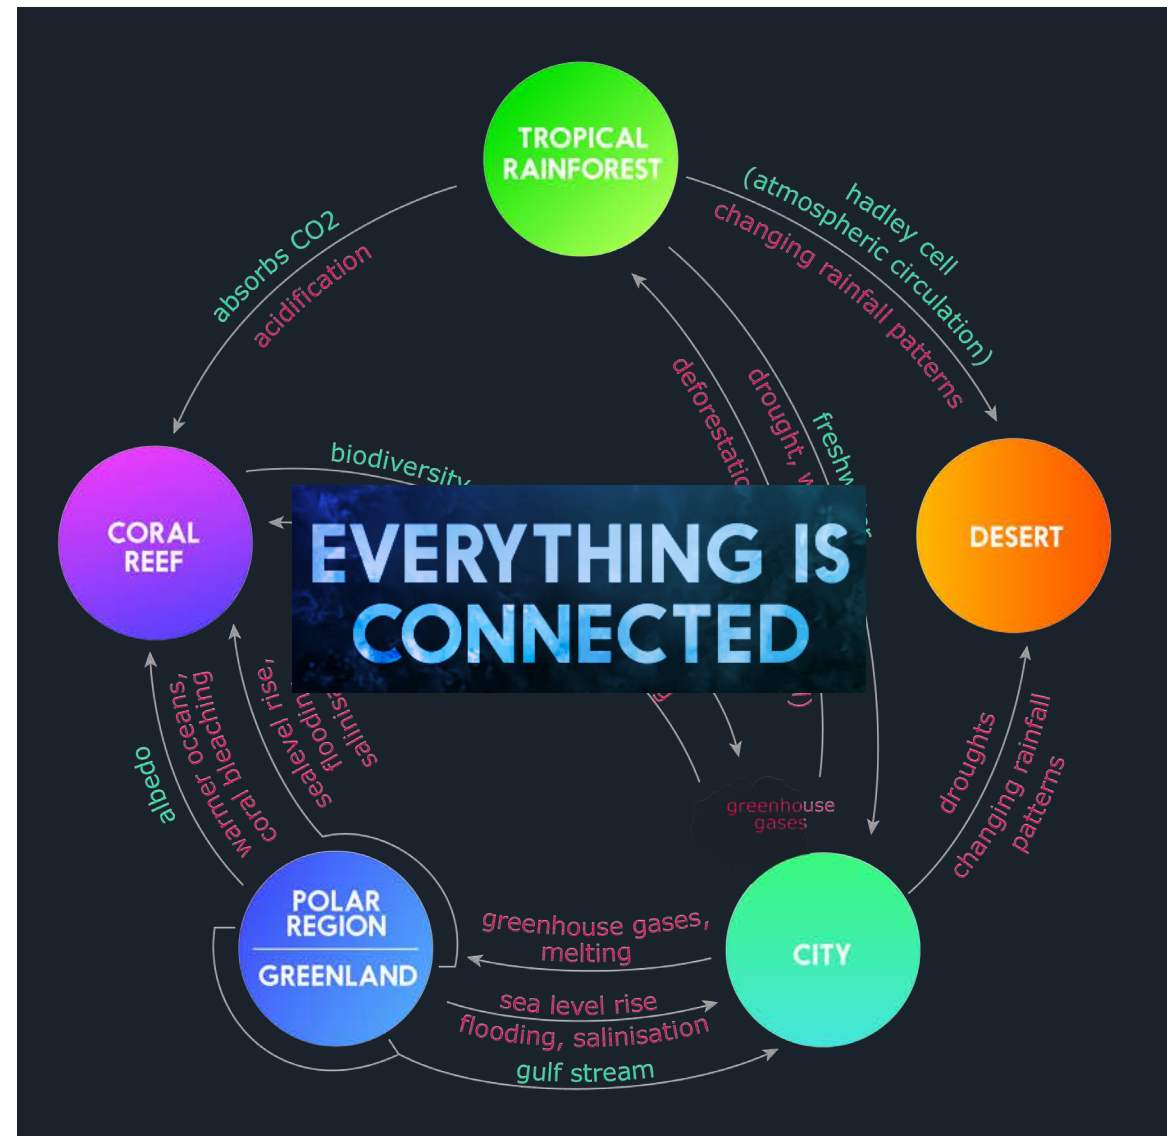 TROPICAL
RAINFOREST
absorbs CO2
acidification
hadley cell
(atmospheric circulation)
changing rainfall patterns
deforestatio
drought, w
freshw
biodiversity
CORAL
REEF
DESERT
EVERYTHING IS
CONNECTED
albedo
warmer oceans,
coral bleaching
sealevel rise,
floodin
salinis
greenhouse
gases
droughts
changing rainfall
patterns
POLAR
REGION
GREENLAND
greenhouse gases,
melting
CITY
sea level rise
flooding, salinisation
gulf stream